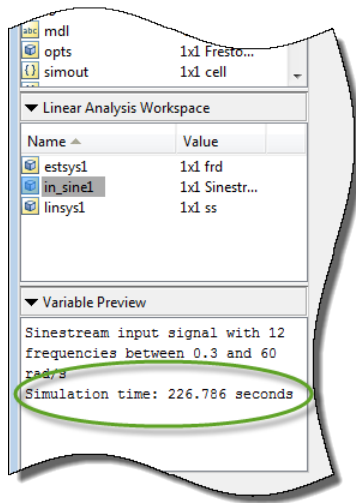 abc mdl
opts 1x1 Fresto...
{} simout 1x1 cell
Linear Analysis Workspace
Name Value
estsys1 1x1 frd
in_sine1 1x1 Sinestr...
linsys1 1x1 ss
Variable Preview
Sinestream input signal with 12
frequencies between 0.3 and 60
rad/s
Simulation time: 226.786 seconds